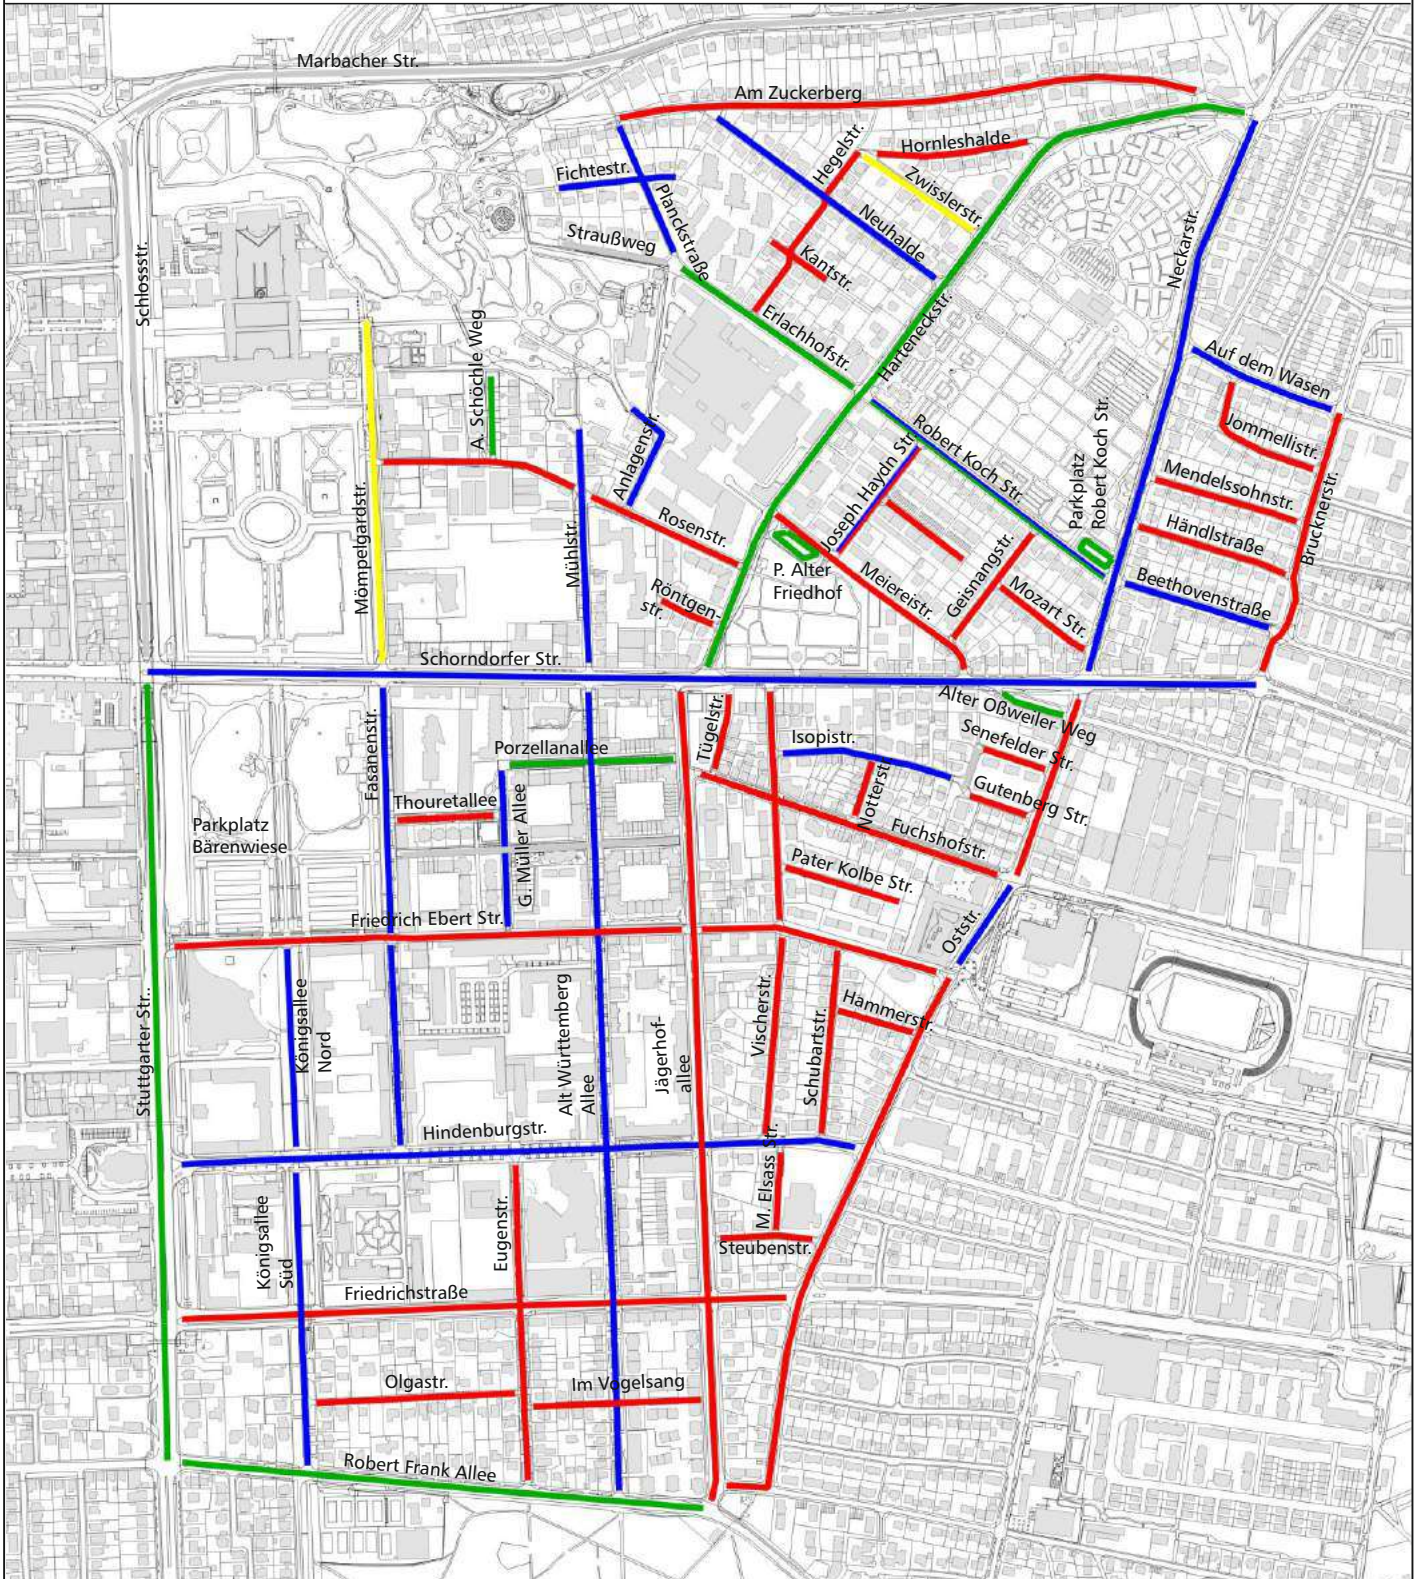 Marbacher Str.
Am Zuckerberg
Hegelstr.
Hornleshalde
Zwisslerstr.
Fichtestr.
Planckstraße
Straußweg
Neuhalde
Kantstr.
Neckarstr.
Schlossstr.
Erlachhofstr.
Harteneckstr.
A. Schöchle Weg
Auf dem Wasen
Jommellistr.
Anlagenstr.
Robert Koch Str.
Parkplatz
Robert Koch Str.
Mendelssohnstr.
Joseph Haydn Str.
Rosenstr.
Händlstraße
Brucknerstr.
Mömpelgardstr.
Mühlstr.
P. Alter
Friedhof
Meiereistr.
Geisnangstr.
Mozart Str.
Beethovenstraße
Röntgen-
str.
Schorndorfer Str.
Alter Oßweiler Weg
Tügelstr.
Isopistr.
Senefelder Str.
Fasanenstr.
Porzellanallee
Notterstr.
Gutenberg Str.
Thouretallee
G. Müller Allee
Parkplatz
Bärenwiese
Fuchshofstr.
Pater Kolbe Str.
Friedrich Ebert Str.
Oststr.
Stuttgarter Str..
Königsallee
Nord
Alt Württemberg
Allee
Jägerhof-
allee
Vischerstr.
Schubartstr.
Hammerstr.
Hindenburgstr.
M. Elsass Str.
Königsallee
Süd
Eugenstr.
Steubenstr.
Friedrichstraße
Olgastr.
Im Vogelsang
Robert Frank Allee